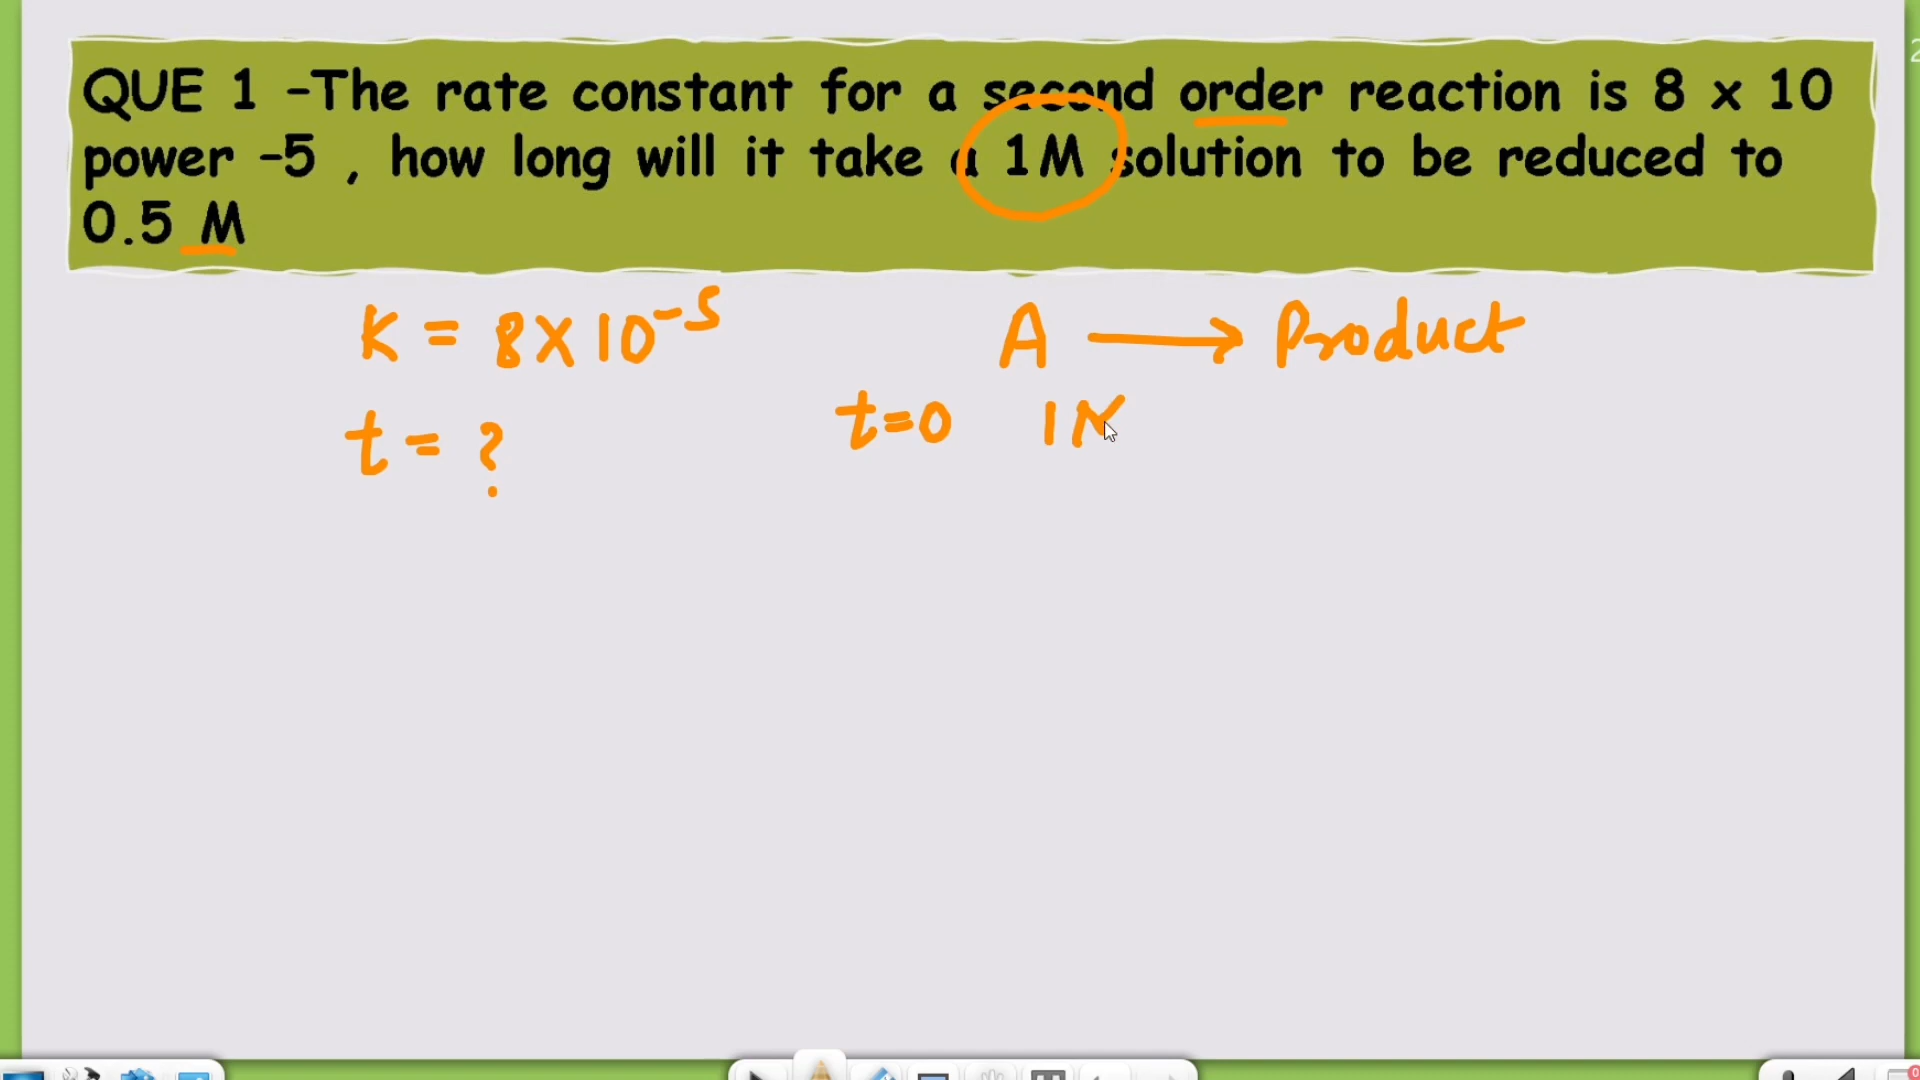 QUE 1 -The rate constant for a second order reaction is 8 x 10
power -5 , how long will it take a 1M solution to be reduced to
0.5 M
K = 8X10⁻⁵
A ⟶ Product
t = ?
t=0 1